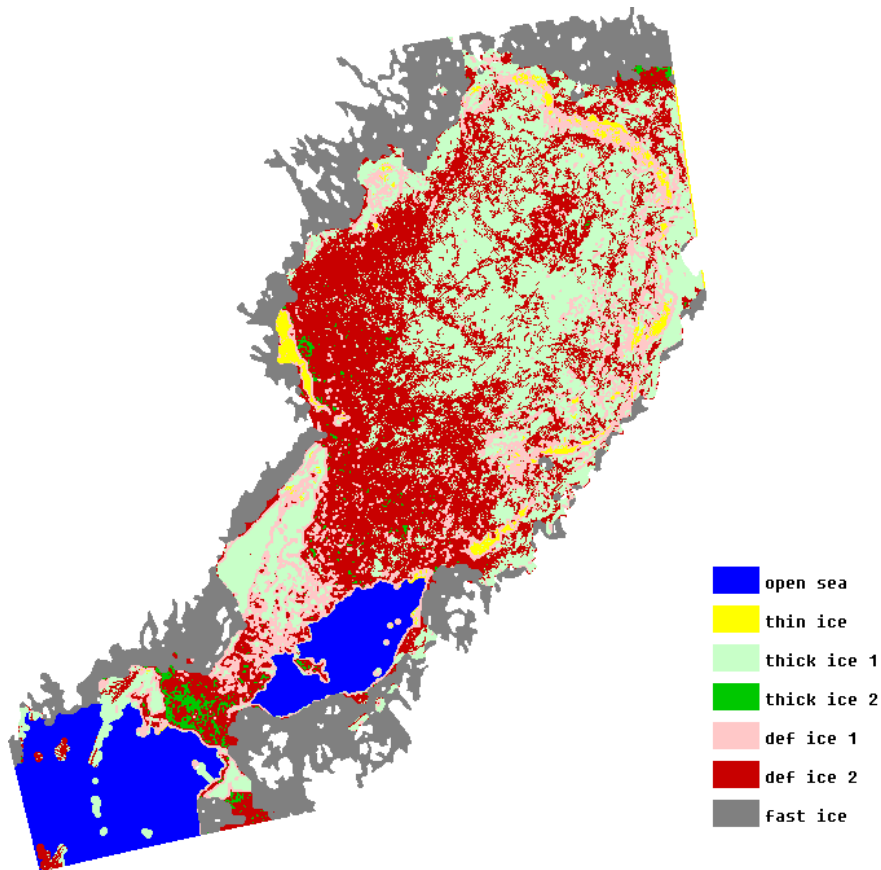 open sea
thin ice
thick ice 1
thick ice 2
def ice 1
def ice 2
fast ice